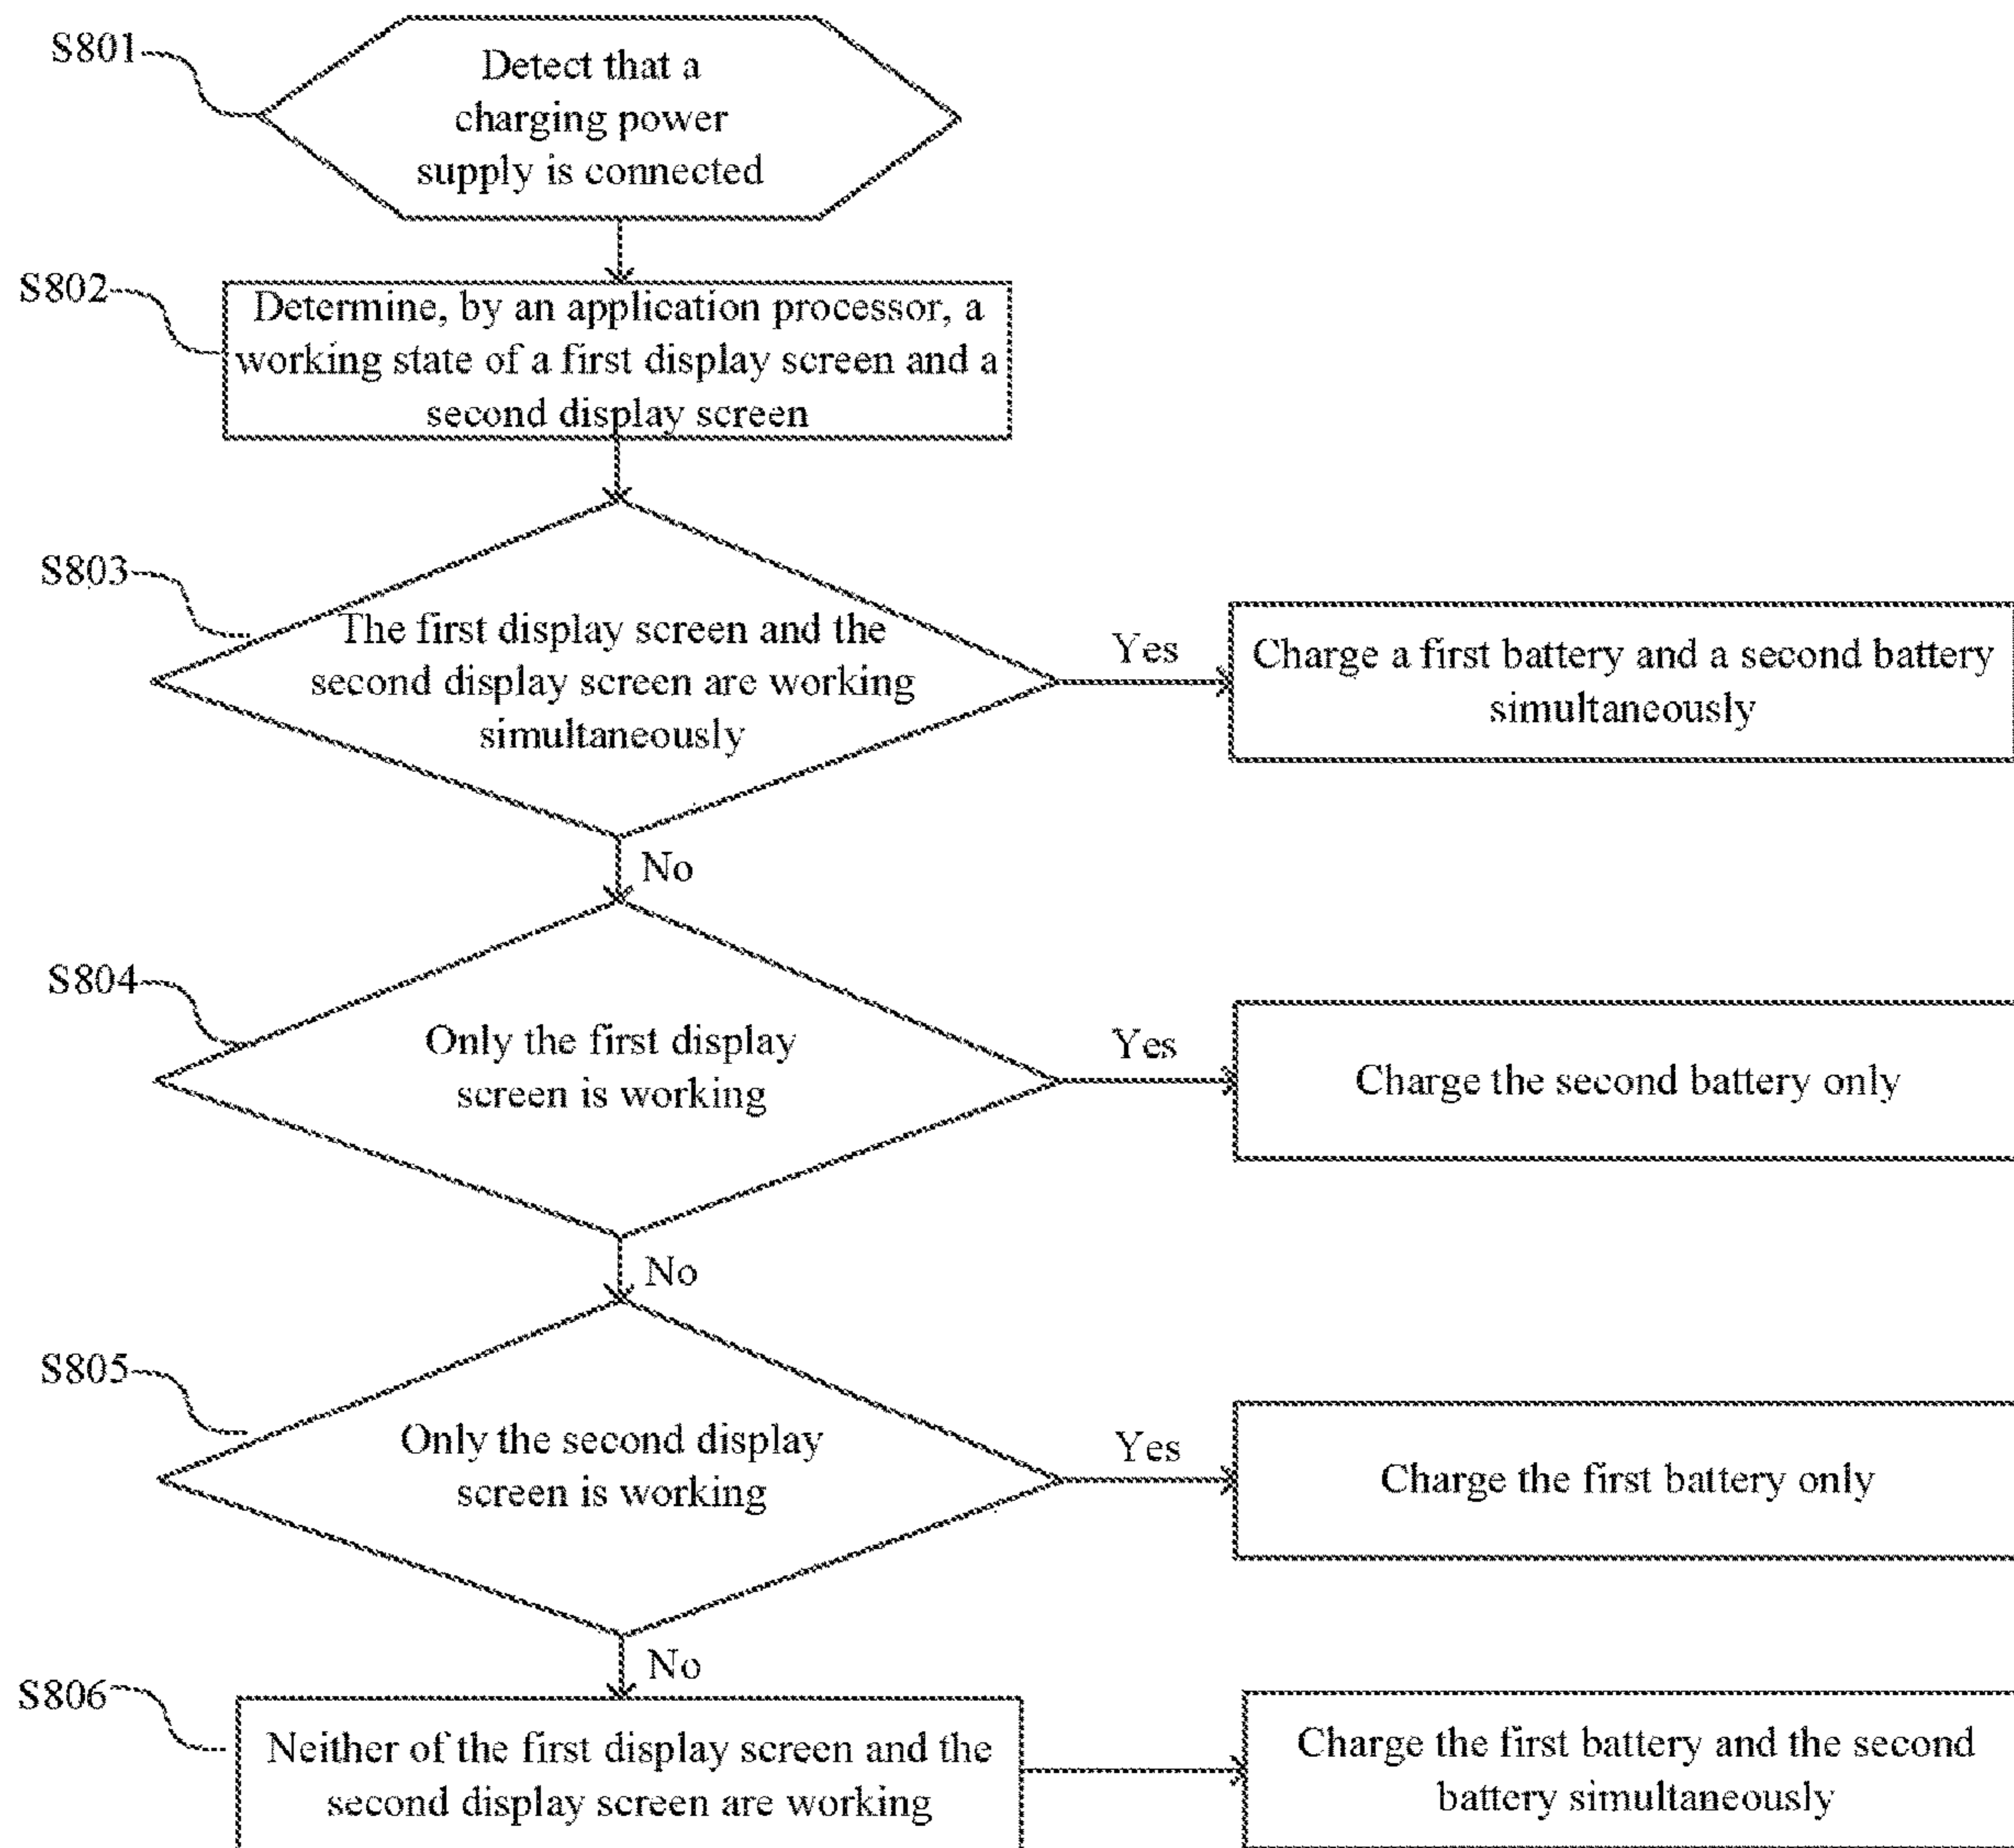 S801
Detect that a
charging power
supply is connected
S802
Determine, by an application processor, a
working state of a first display screen and a
second display screen
S803
The first display screen and the
second display screen are working
simultaneously
Yes
Charge a first battery and a second battery
simultaneously
No
S804
Only the first display
screen is working
Yes
Charge the second battery only
No
S805
Only the second display
screen is working
Yes
Charge the first battery only
No
S806
Neither of the first display screen and the
second display screen are working
Charge the first battery and the second
battery simultaneously